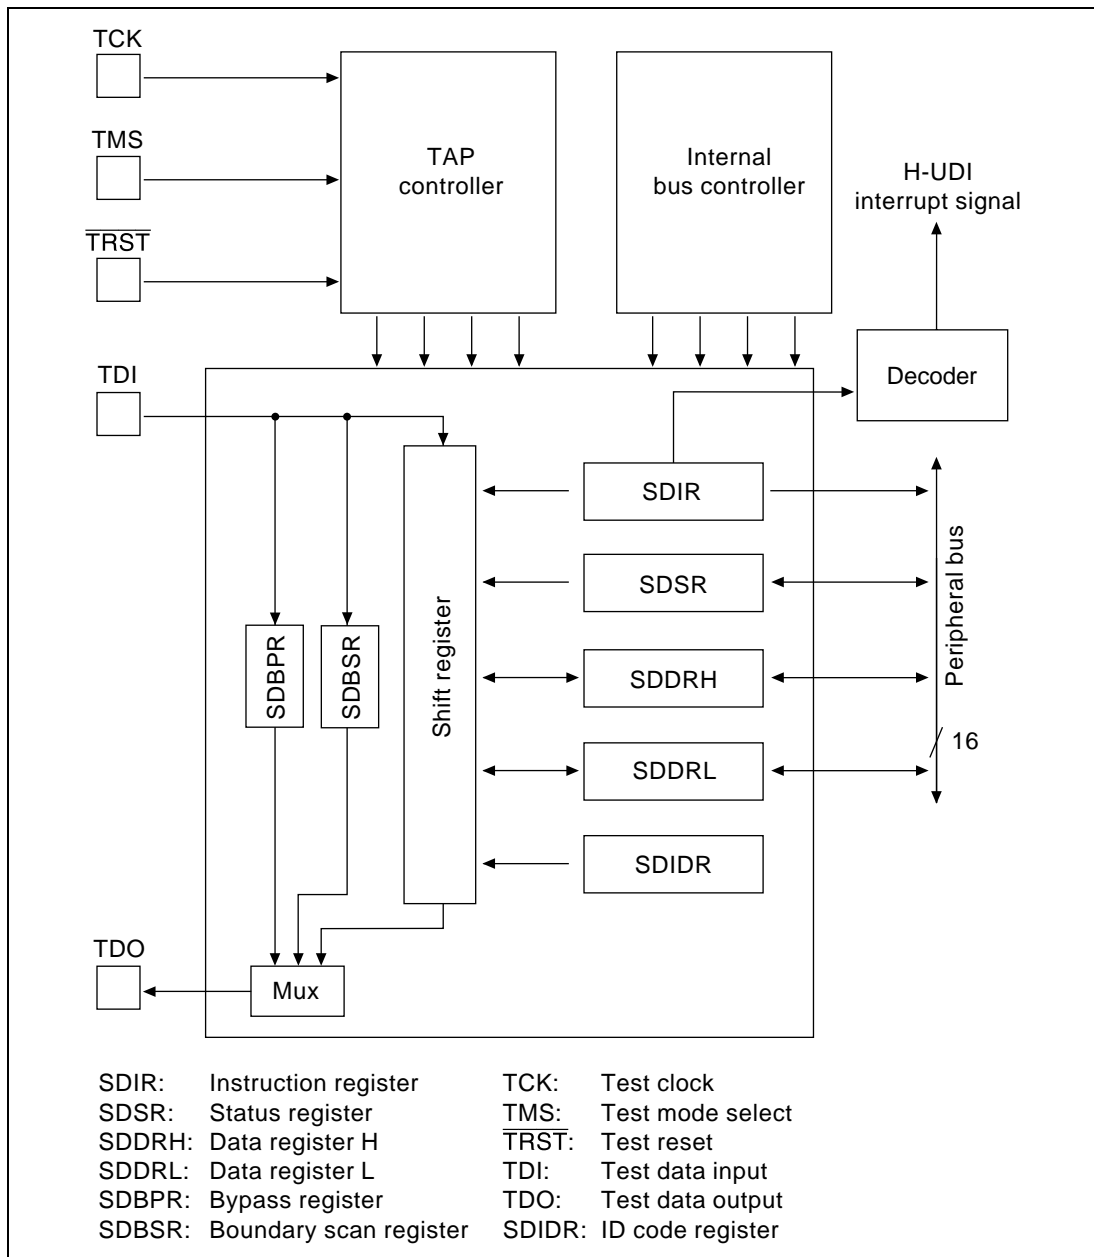 TCK
TMS
TRST
TAP
controller
Internal
bus controller
H-UDI
interrupt signal
Decoder
TDI
SDIR
SDSR
SDDRH
SDDRL
SDIDR
SDBPR
SDBSR
Shift register
Peripheral bus
16
TDO
Mux
SDIR: Instruction register
SDSR: Status register
SDDRH: Data register H
SDDRL: Data register L
SDBPR: Bypass register
SDBSR: Boundary scan register
TCK: Test clock
TMS: Test mode select
TRST: Test reset
TDI: Test data input
TDO: Test data output
SDIDR: ID code register